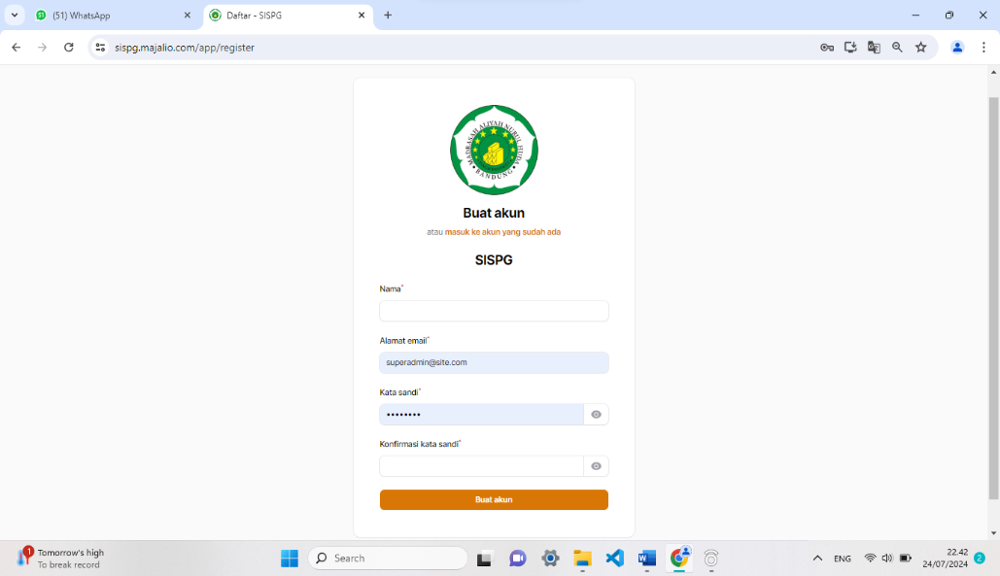 (51) WhatsApp
Daftar - SISPG
sispg.majalio.com/app/register
MADRASAH ALIYAH NURUL HUDA
BANDUNG
Buat akun
atau masuk ke akun yang sudah ada
SISPG
Nama*
Alamat email*
superadmin@site.com
Kata sandi*
••••••••
Konfirmasi kata sandi*
Buat akun
1
Tomorrow's high
To break record
Search
ENG
22.42
24/07/2024
2